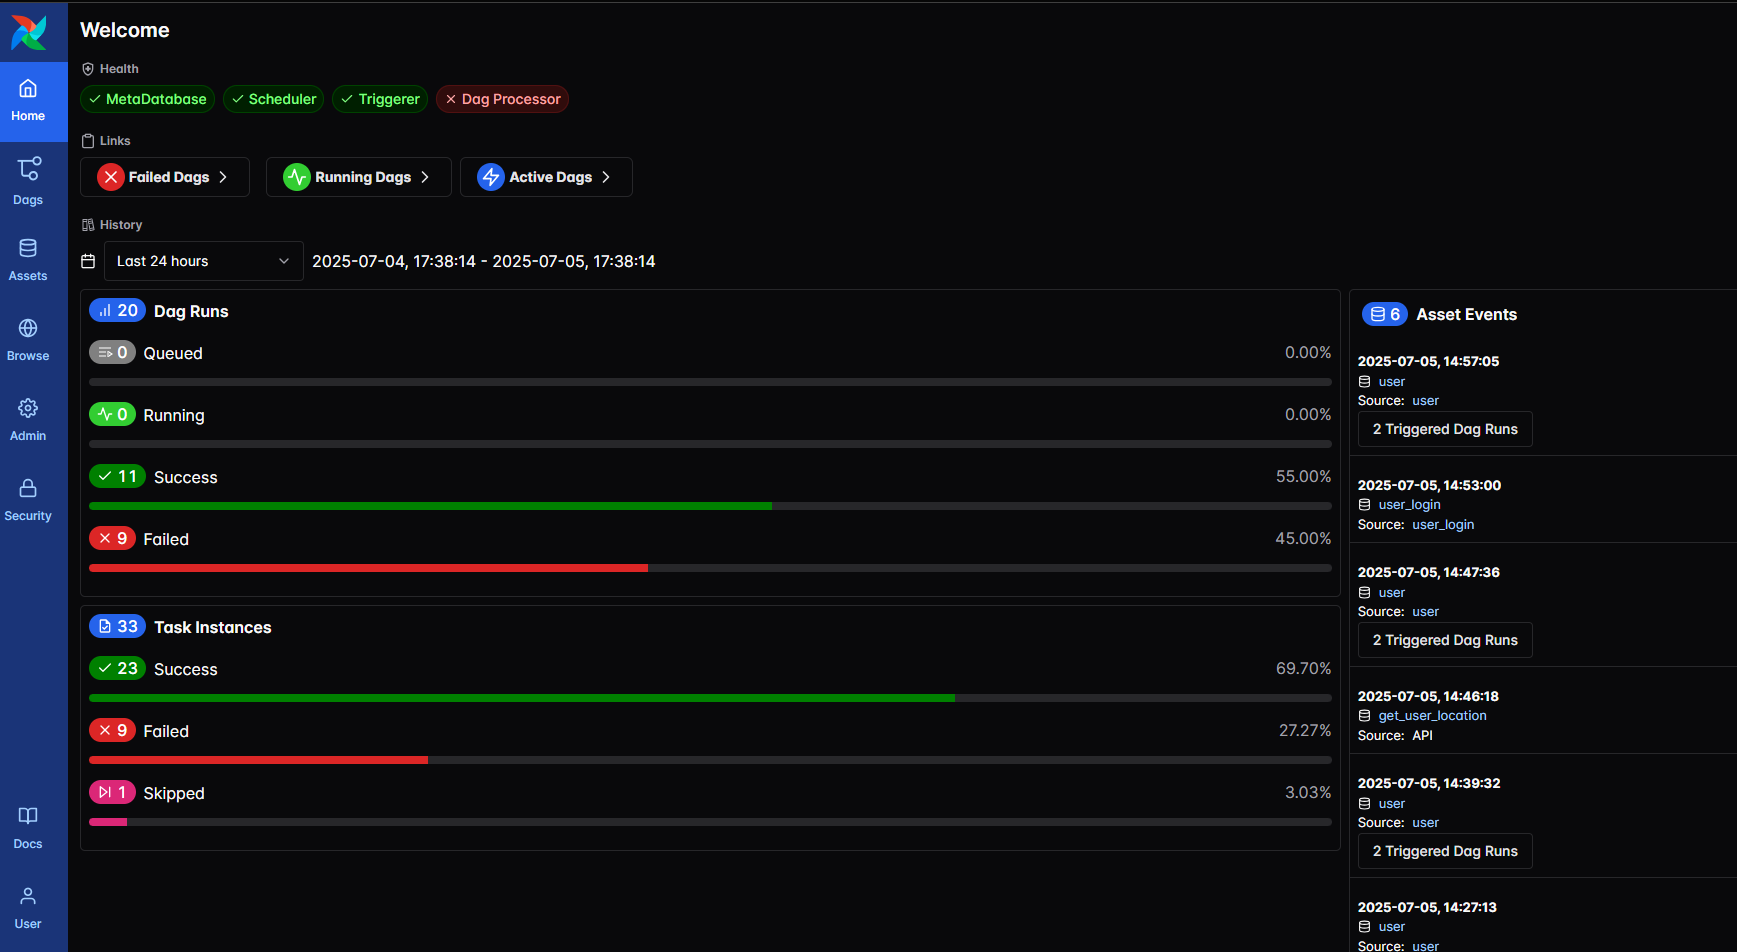 Welcome
Health
MetaDatabase
Scheduler
Triggerer
Dag Processor
Links
Failed Dags
Running Dags
Active Dags
History
Last 24 hours
2025-07-04, 17:38:14 - 2025-07-05, 17:38:14
20 Dag Runs
0 Queued
0.00%
0 Running
0.00%
11 Success
55.00%
9 Failed
45.00%
33 Task Instances
23 Success
69.70%
9 Failed
27.27%
1 Skipped
3.03%
6 Asset Events
2025-07-05, 14:57:05
user
Source: user
2 Triggered Dag Runs
2025-07-05, 14:53:00
user_login
Source: user_login
2025-07-05, 14:47:36
user
Source: user
2 Triggered Dag Runs
2025-07-05, 14:46:18
get_user_location
Source: API
2025-07-05, 14:39:32
user
Source: user
2 Triggered Dag Runs
2025-07-05, 14:27:13
user
Source: user
Home
Dags
Assets
Browse
Admin
Security
Docs
User